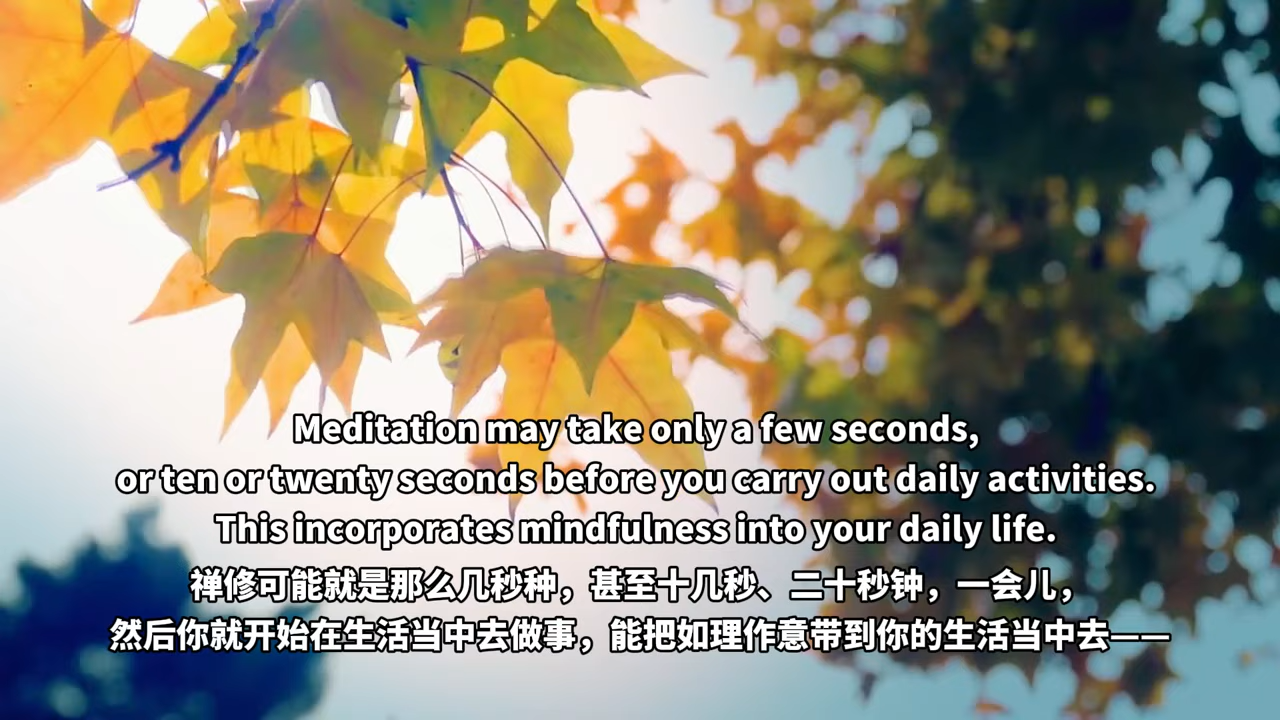 Meditation may take only a few seconds,
or ten or twenty seconds before you carry out daily activities.
This incorporates mindfulness into your daily life.
禅修可能就是那么几秒种，甚至十几秒、二十秒钟，一会儿，
然后你就开始在生活当中去做事，能把如理作意带到你的生活当中去——